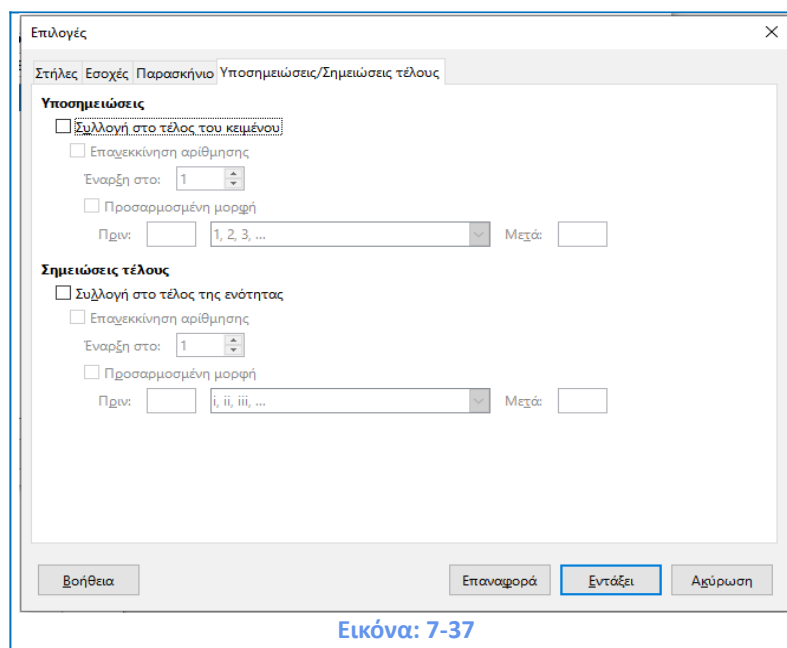 Επιλογές
Στήλες Εσοχές Παρασκήνιο Υποσημειώσεις/Σημειώσεις τέλους
Υποσημειώσεις
Συλλογή στο τέλος του κειμένου
Επανεκκίνηση αρίθμησης
Έναρξη στο: 1
Προσαρμοσμένη μορφή
Πριν: 1, 2, 3, ... Μετά:
Σημειώσεις τέλους
Συλλογή στο τέλος της ενότητας
Επανεκκίνηση αρίθμησης
Έναρξη στο: 1
Προσαρμοσμένη μορφή
Πριν: i, ii, iii, ... Μετά:
Βοήθεια Επαναφορά Εντάξει Ακύρωση
Εικόνα: 7-37